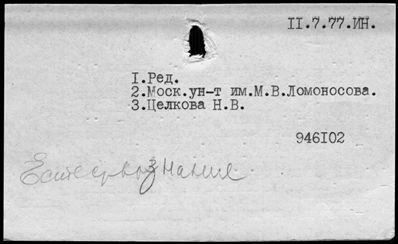 II.7.77.ИН.
I.Ред.
2.Моск.ун-т им.М.В.Ломоносова.
3.Целкова Н.В.
946I02
Естествознание